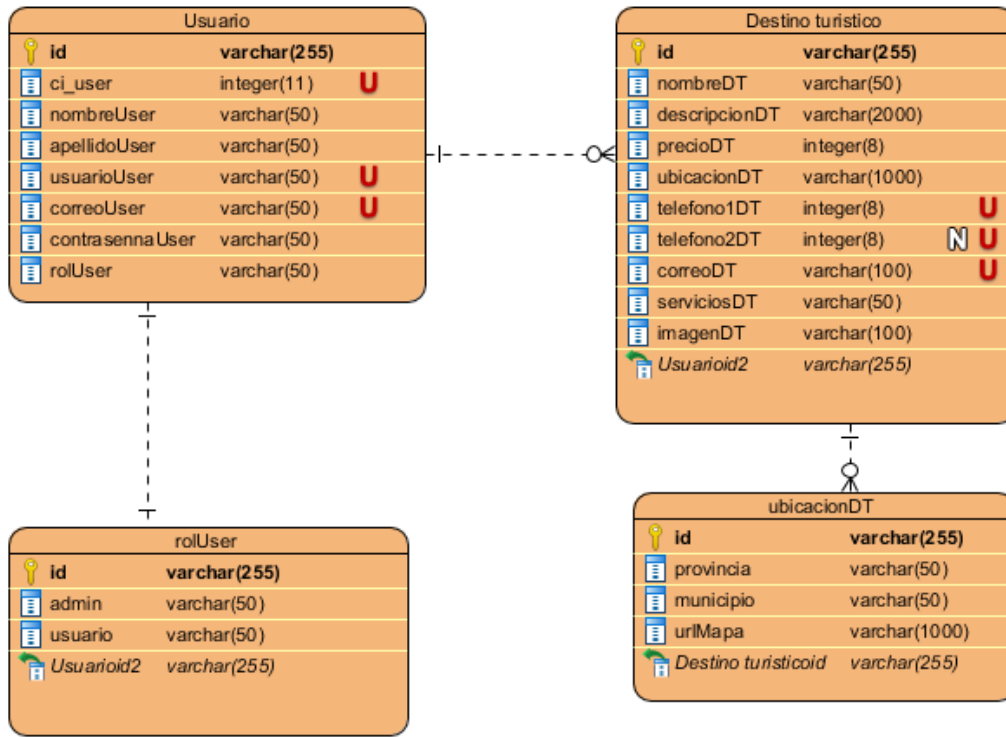 Usuario
id varchar(255)
ci_user integer(11) U
nombreUser varchar(50)
apellidoUser varchar(50)
usuarioUser varchar(50) U
correoUser varchar(50) U
contrasennaUser varchar(50)
rolUser varchar(50)
Destino turistico
id varchar(255)
nombreDT varchar(50)
descripcionDT varchar(2000)
precioDT integer(8)
ubicacionDT varchar(1000)
telefono1DT integer(8) U
telefono2DT integer(8) N U
correoDT varchar(100) U
serviciosDT varchar(50)
imagenDT varchar(100)
Usuarioid2 varchar(255)
rolUser
id varchar(255)
admin varchar(50)
usuario varchar(50)
Usuarioid2 varchar(255)
ubicacionDT
id varchar(255)
provincia varchar(50)
municipio varchar(50)
urlMapa varchar(1000)
Destino turisticoid varchar(255)